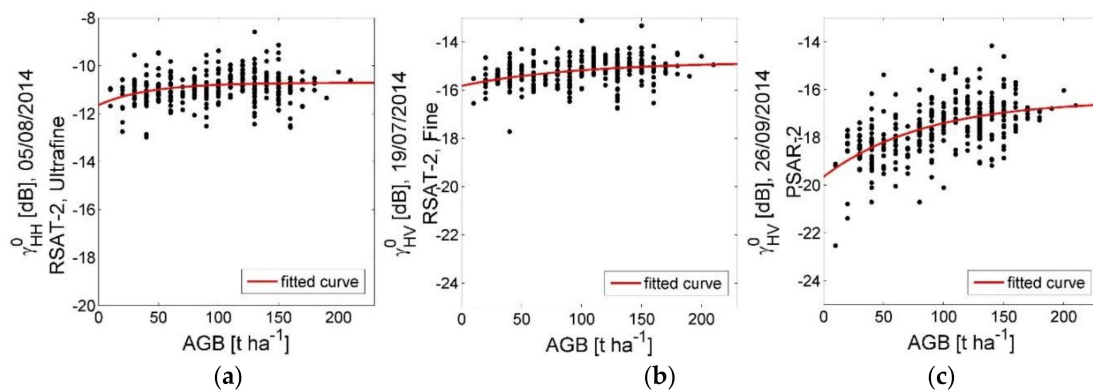 γ⁰HH [dB], 05/08/2014
RSAT-2, Ultrafine
-8
-10
-12
-14
-16
-18
-20
0 50 100 150 200
AGB [t ha⁻¹]
fitted curve
(a)
γ⁰HV [dB], 19/07/2014
RSAT-2, Fine
-14
-16
-18
-20
-22
-24
0 50 100 150 200
AGB [t ha⁻¹]
fitted curve
(b)
γ⁰HV [dB], 26/09/2014
PSAR-2
-14
-16
-18
-20
-22
-24
0 50 100 150 200
AGB [t ha⁻¹]
fitted curve
(c)